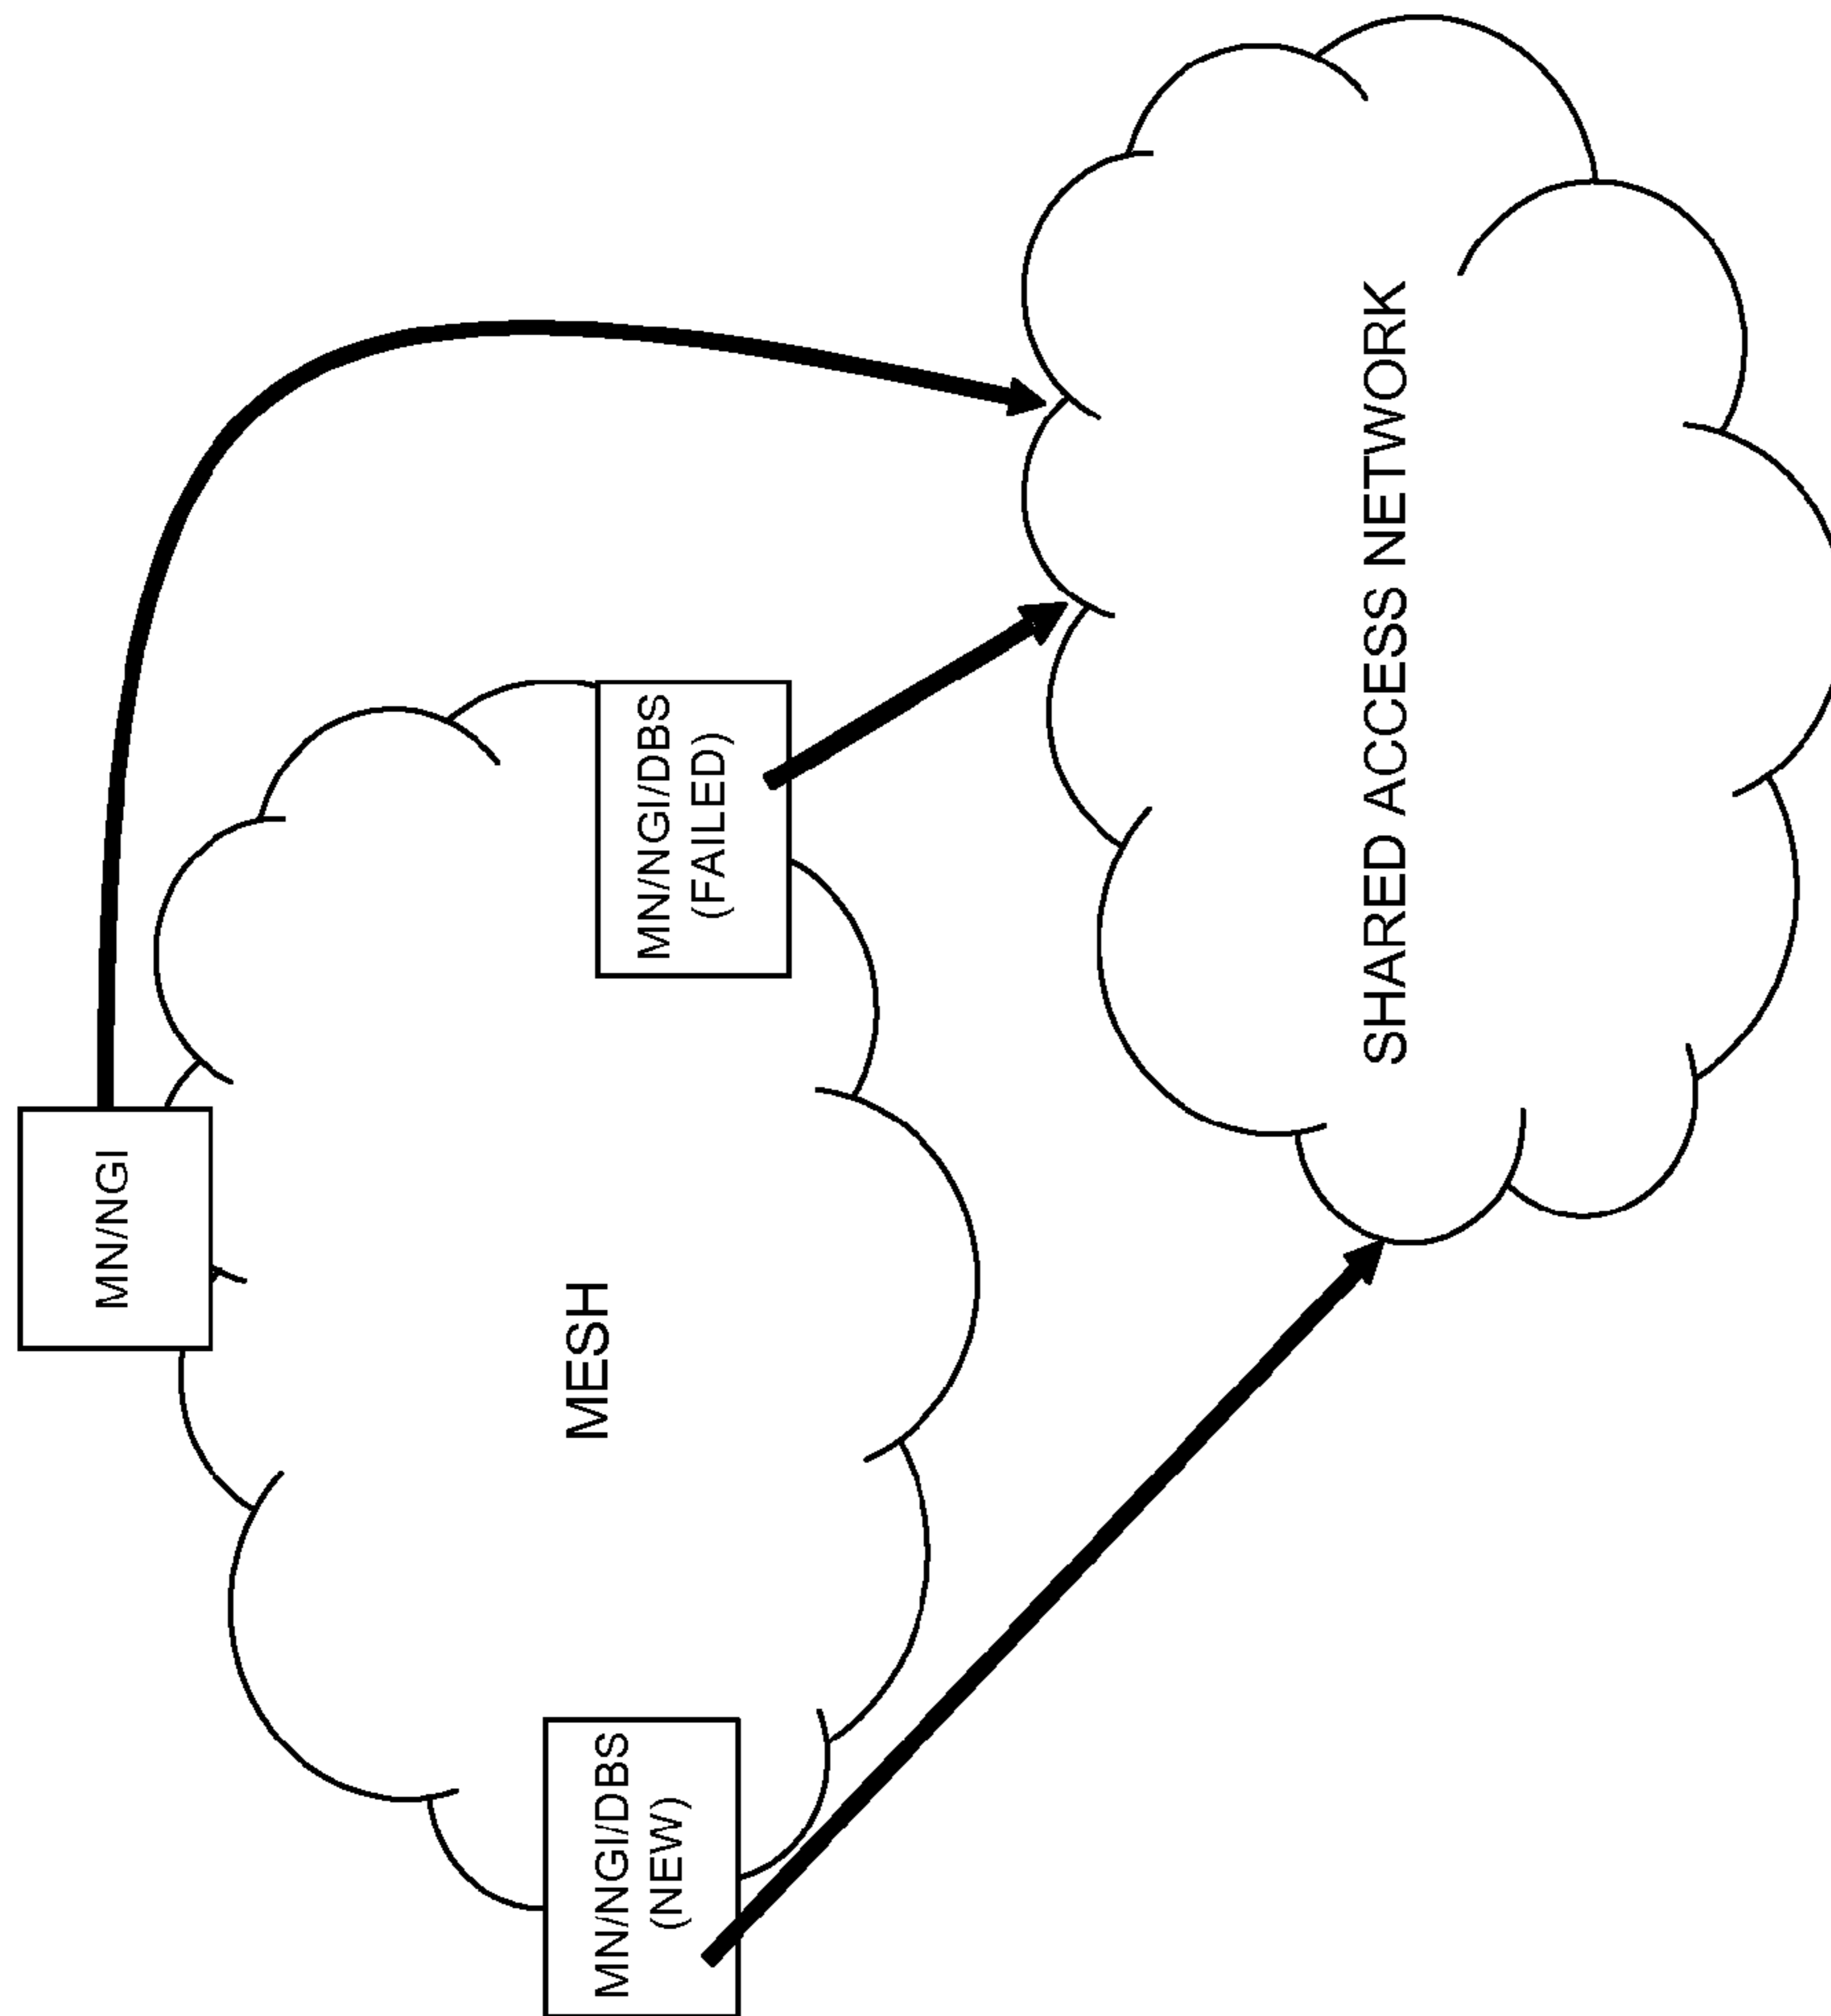 MN/NGI
MESH
MN/NGI/DBS
(FAILED)
MN/NGI/DBS
(NEW)
SHARED ACCESS NETWORK